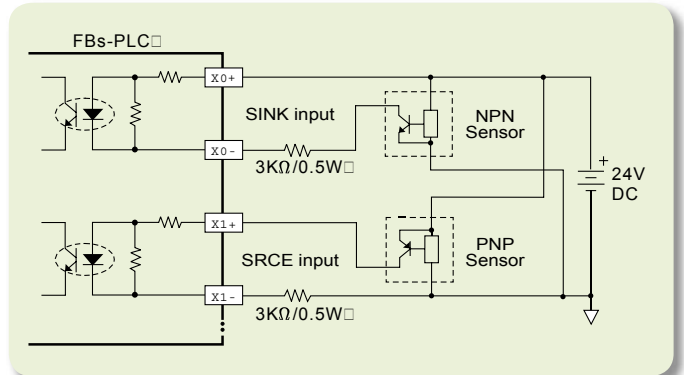 FBs-PLC□
X0+
SINK input
NPN
Sensor
X0-
3KΩ/0.5W□
+
24V
DC
X1+
SRCE input
PNP
Sensor
X1-
3KΩ/0.5W□